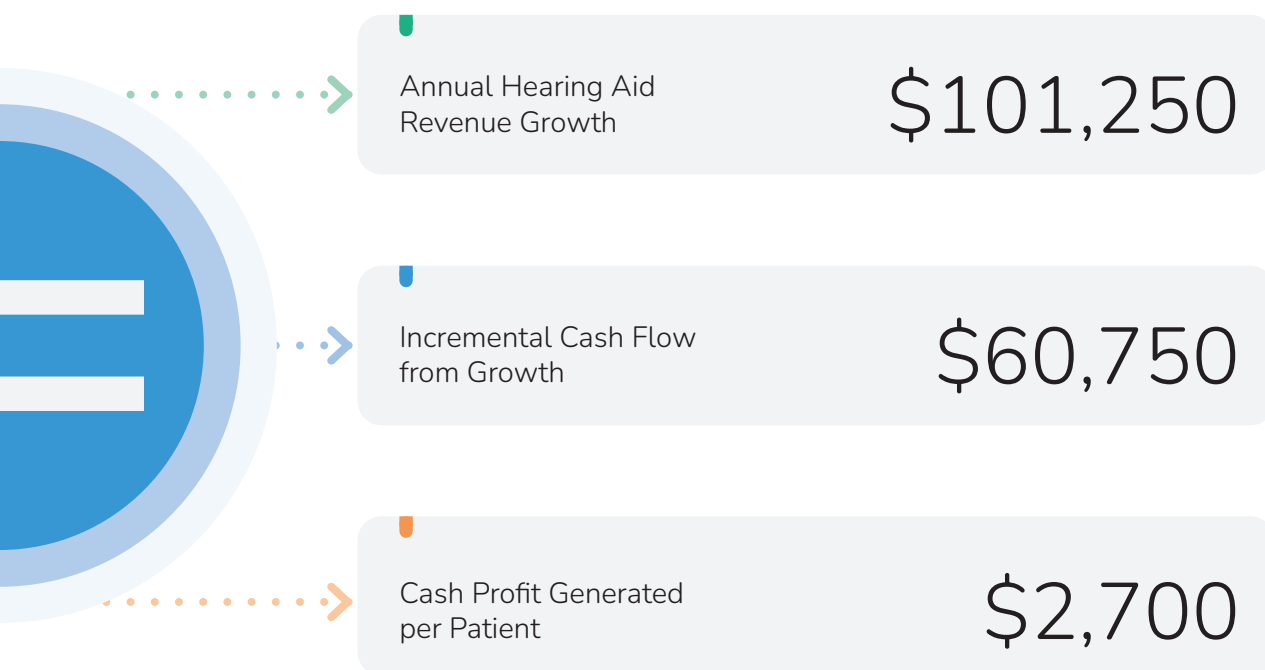 Annual Hearing Aid
Revenue Growth
$101,250
Incremental Cash Flow
from Growth
$60,750
Cash Profit Generated
per Patient
$2,700